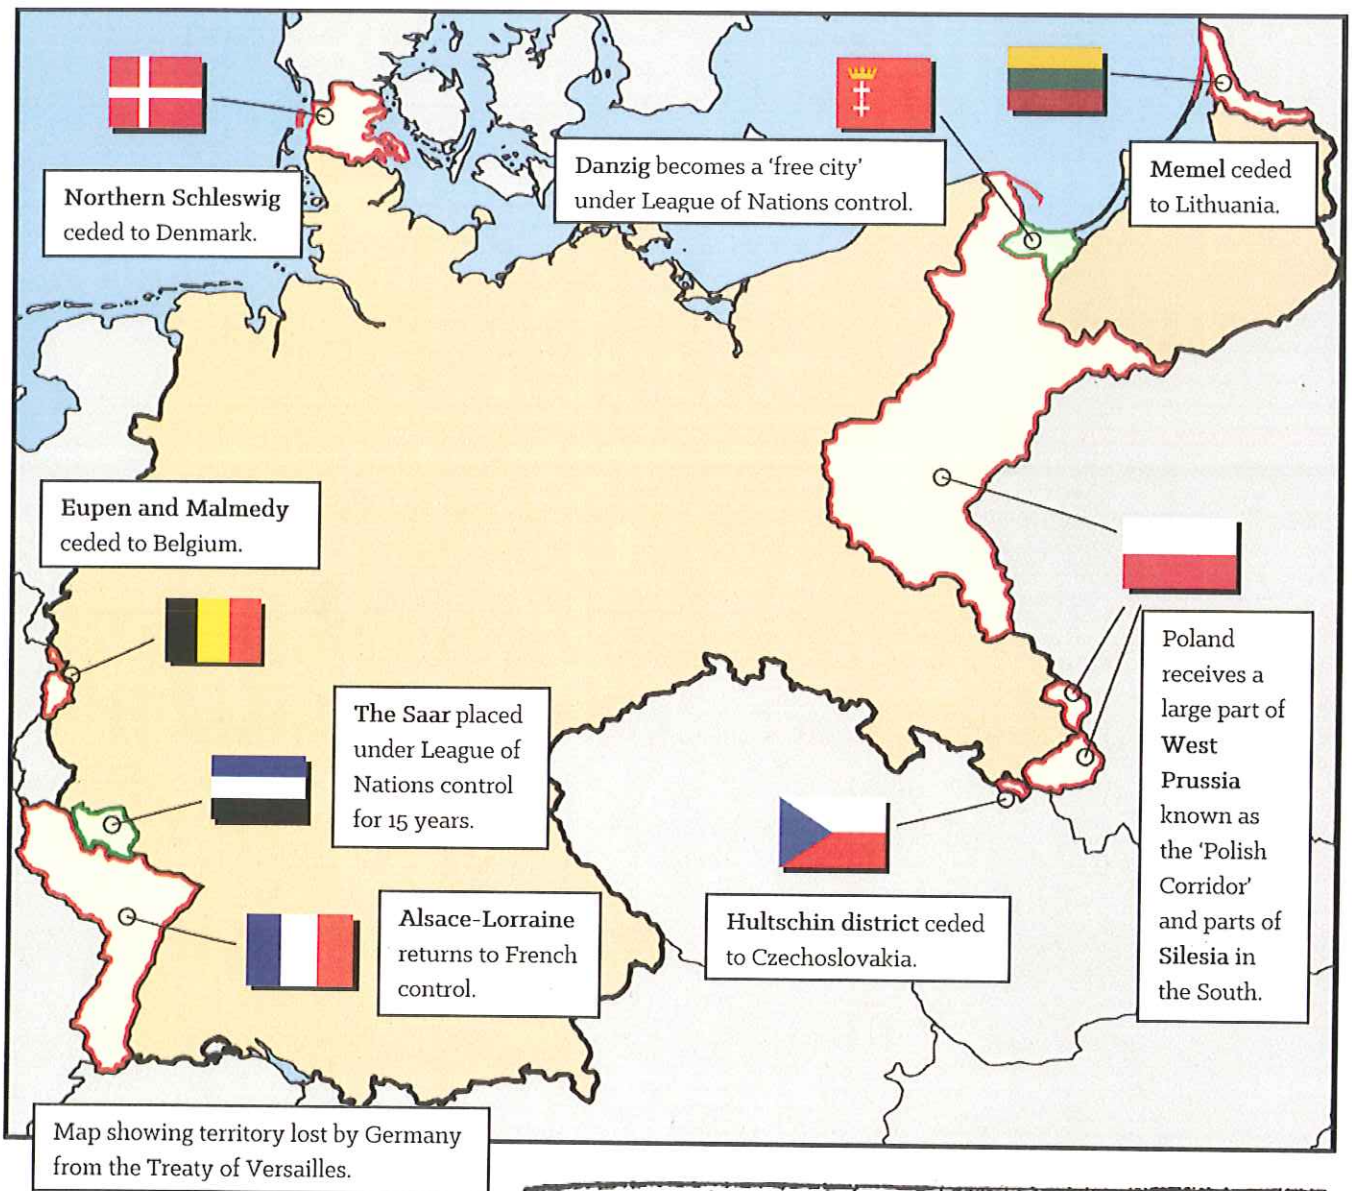 Northern Schleswig
ceded to Denmark.
Danzig becomes a ‘free city’
under League of Nations control.
Memel ceded
to Lithuania.
Eupen and Malmedy
ceded to Belgium.
The Saar placed
under League of
Nations control
for 15 years.
Poland
receives a
large part of
West
Prussia
known as
the ‘Polish
Corridor’
and parts of
Silesia in
the South.
Alsace-Lorraine
returns to French
control.
Hultschin district ceded
to Czechoslovakia.
Map showing territory lost by Germany
from the Treaty of Versailles.